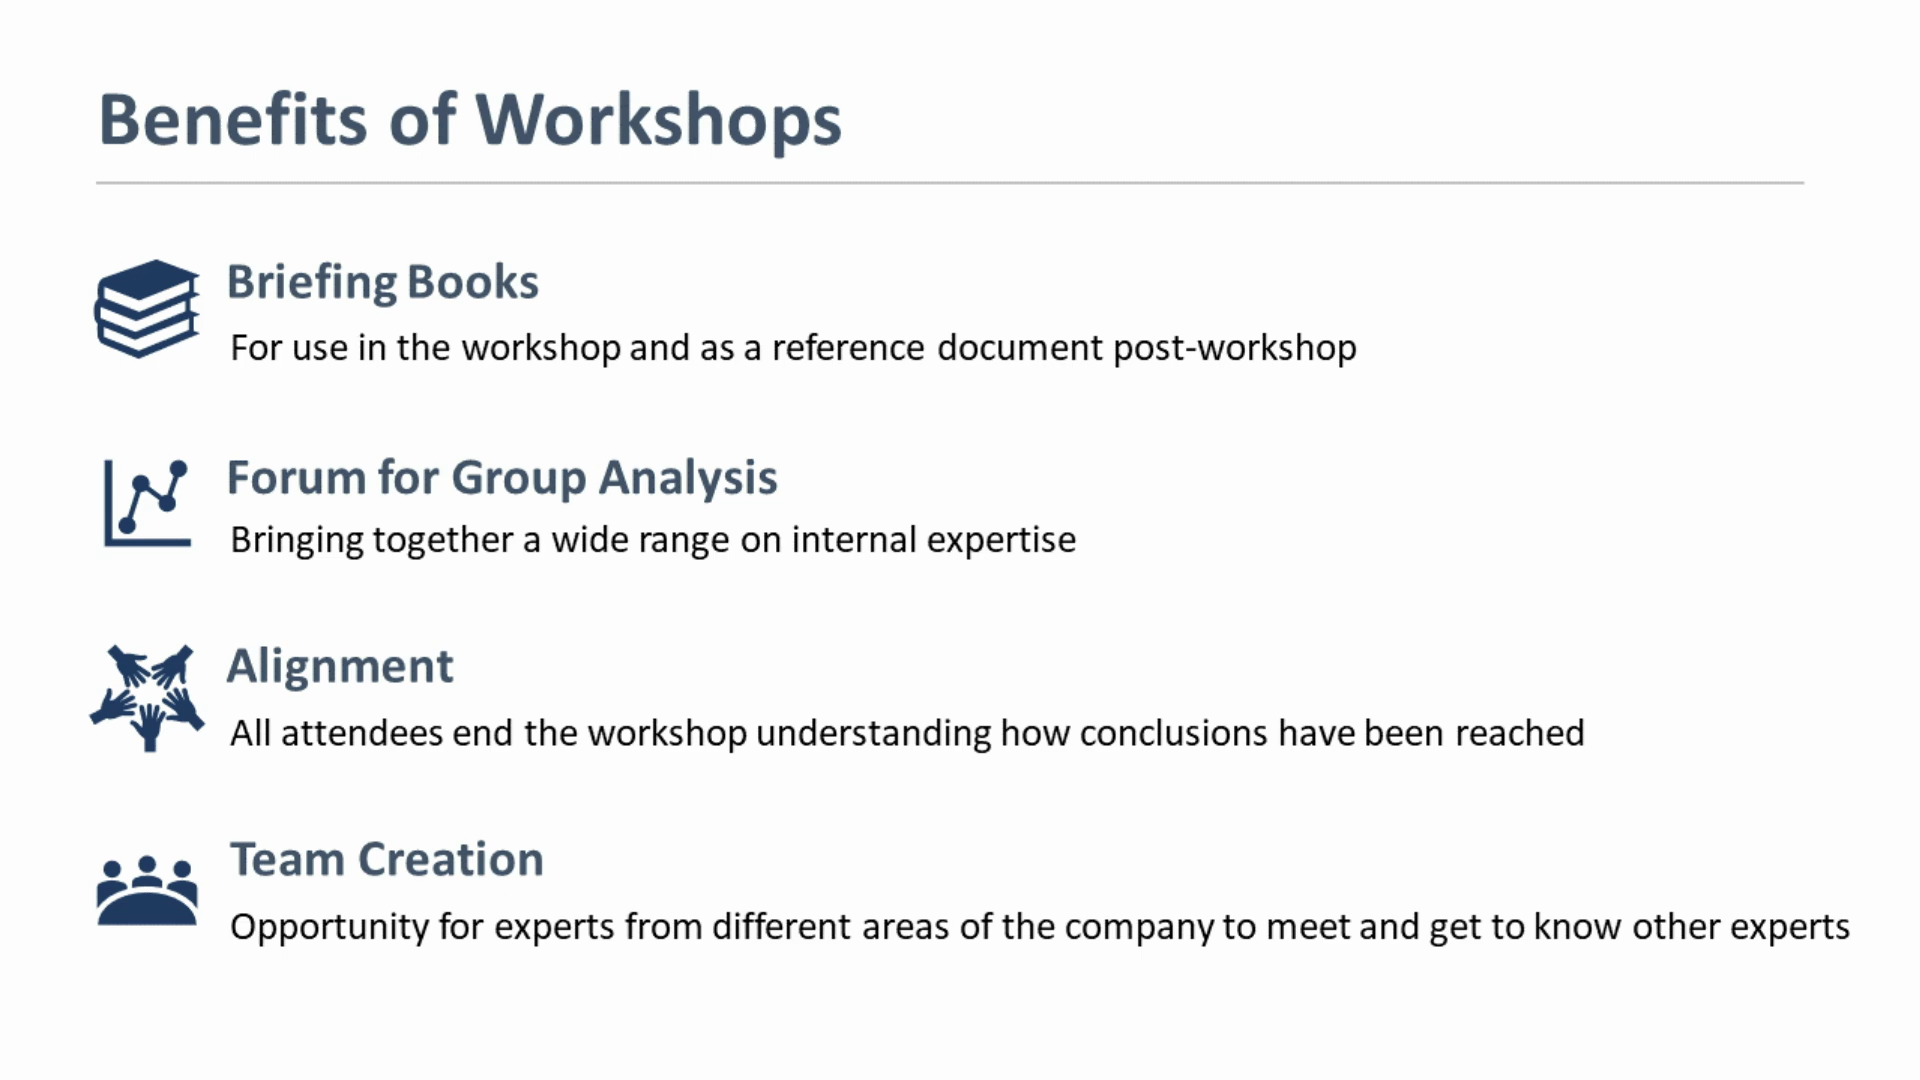 Benefits of Workshops
Briefing Books
For use in the workshop and as a reference document post-workshop
Forum for Group Analysis
Bringing together a wide range on internal expertise
Alignment
All attendees end the workshop understanding how conclusions have been reached
Team Creation
Opportunity for experts from different areas of the company to meet and get to know other experts